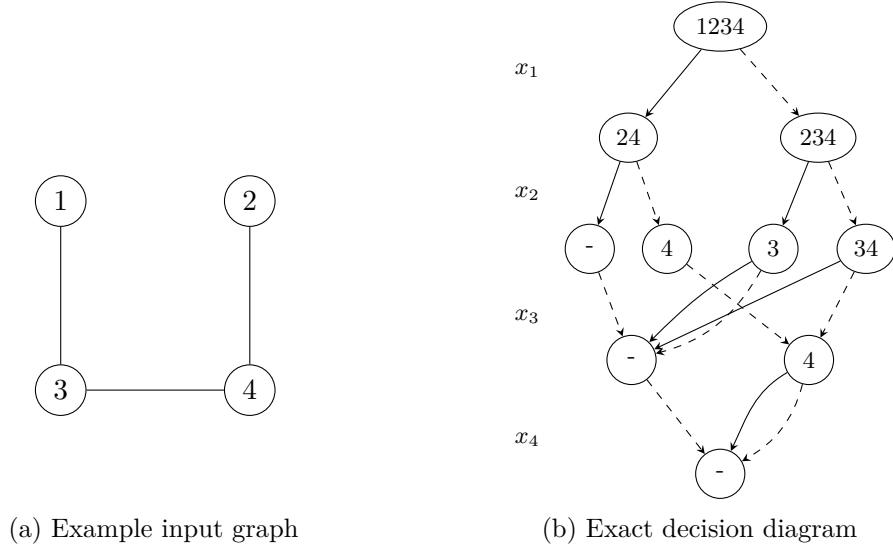 1 2
3 4
(a) Example input graph
1234
x₁
24 234
x₂
- 4 3 34
x₃
- 4
x₄
-
(b) Exact decision diagram